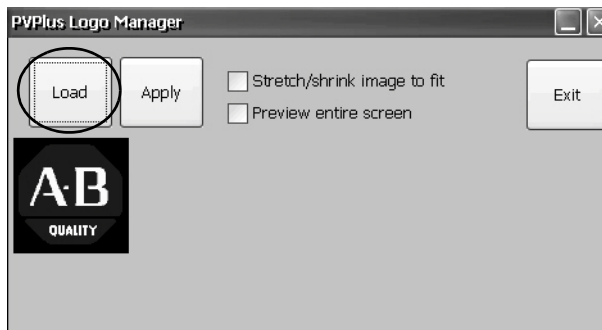 PVPlus Logo Manager
Load
Apply
Stretch/shrink image to fit
Preview entire screen
Exit
A·B
QUALITY